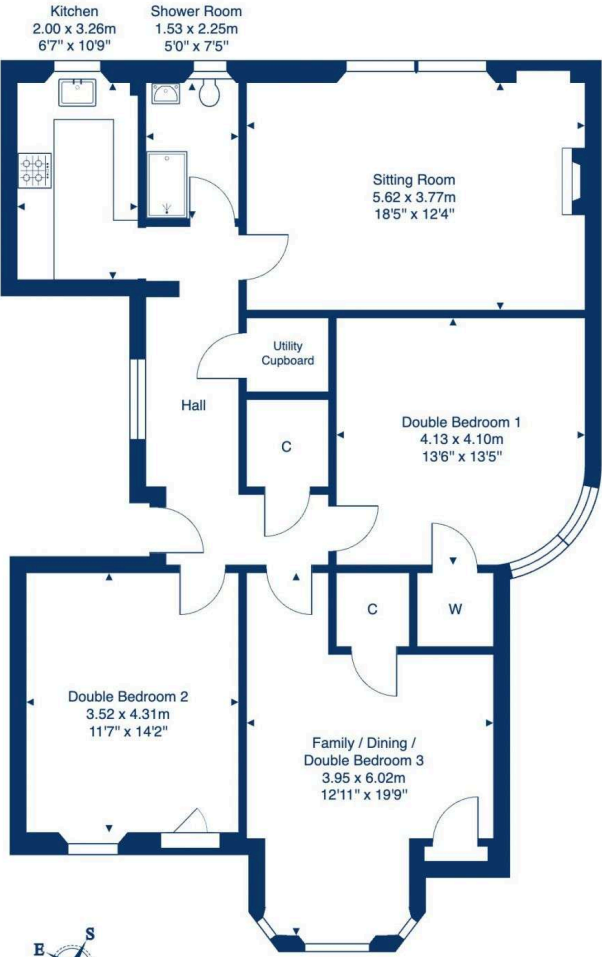 Kitchen
2.00 x 3.26m
6'7" x 10'9"
Shower Room
1.53 x 2.25m
5'0" x 7'5"
Sitting Room
5.62 x 3.77m
18'5" x 12'4"
Utility
Cupboard
Hall
C
Double Bedroom 1
4.13 x 4.10m
13'6" x 13'5"
C
W
Double Bedroom 2
3.52 x 4.31m
11'7" x 14'2"
Family / Dining /
Double Bedroom 3
3.95 x 6.02m
12'11" x 19'9"
S
E